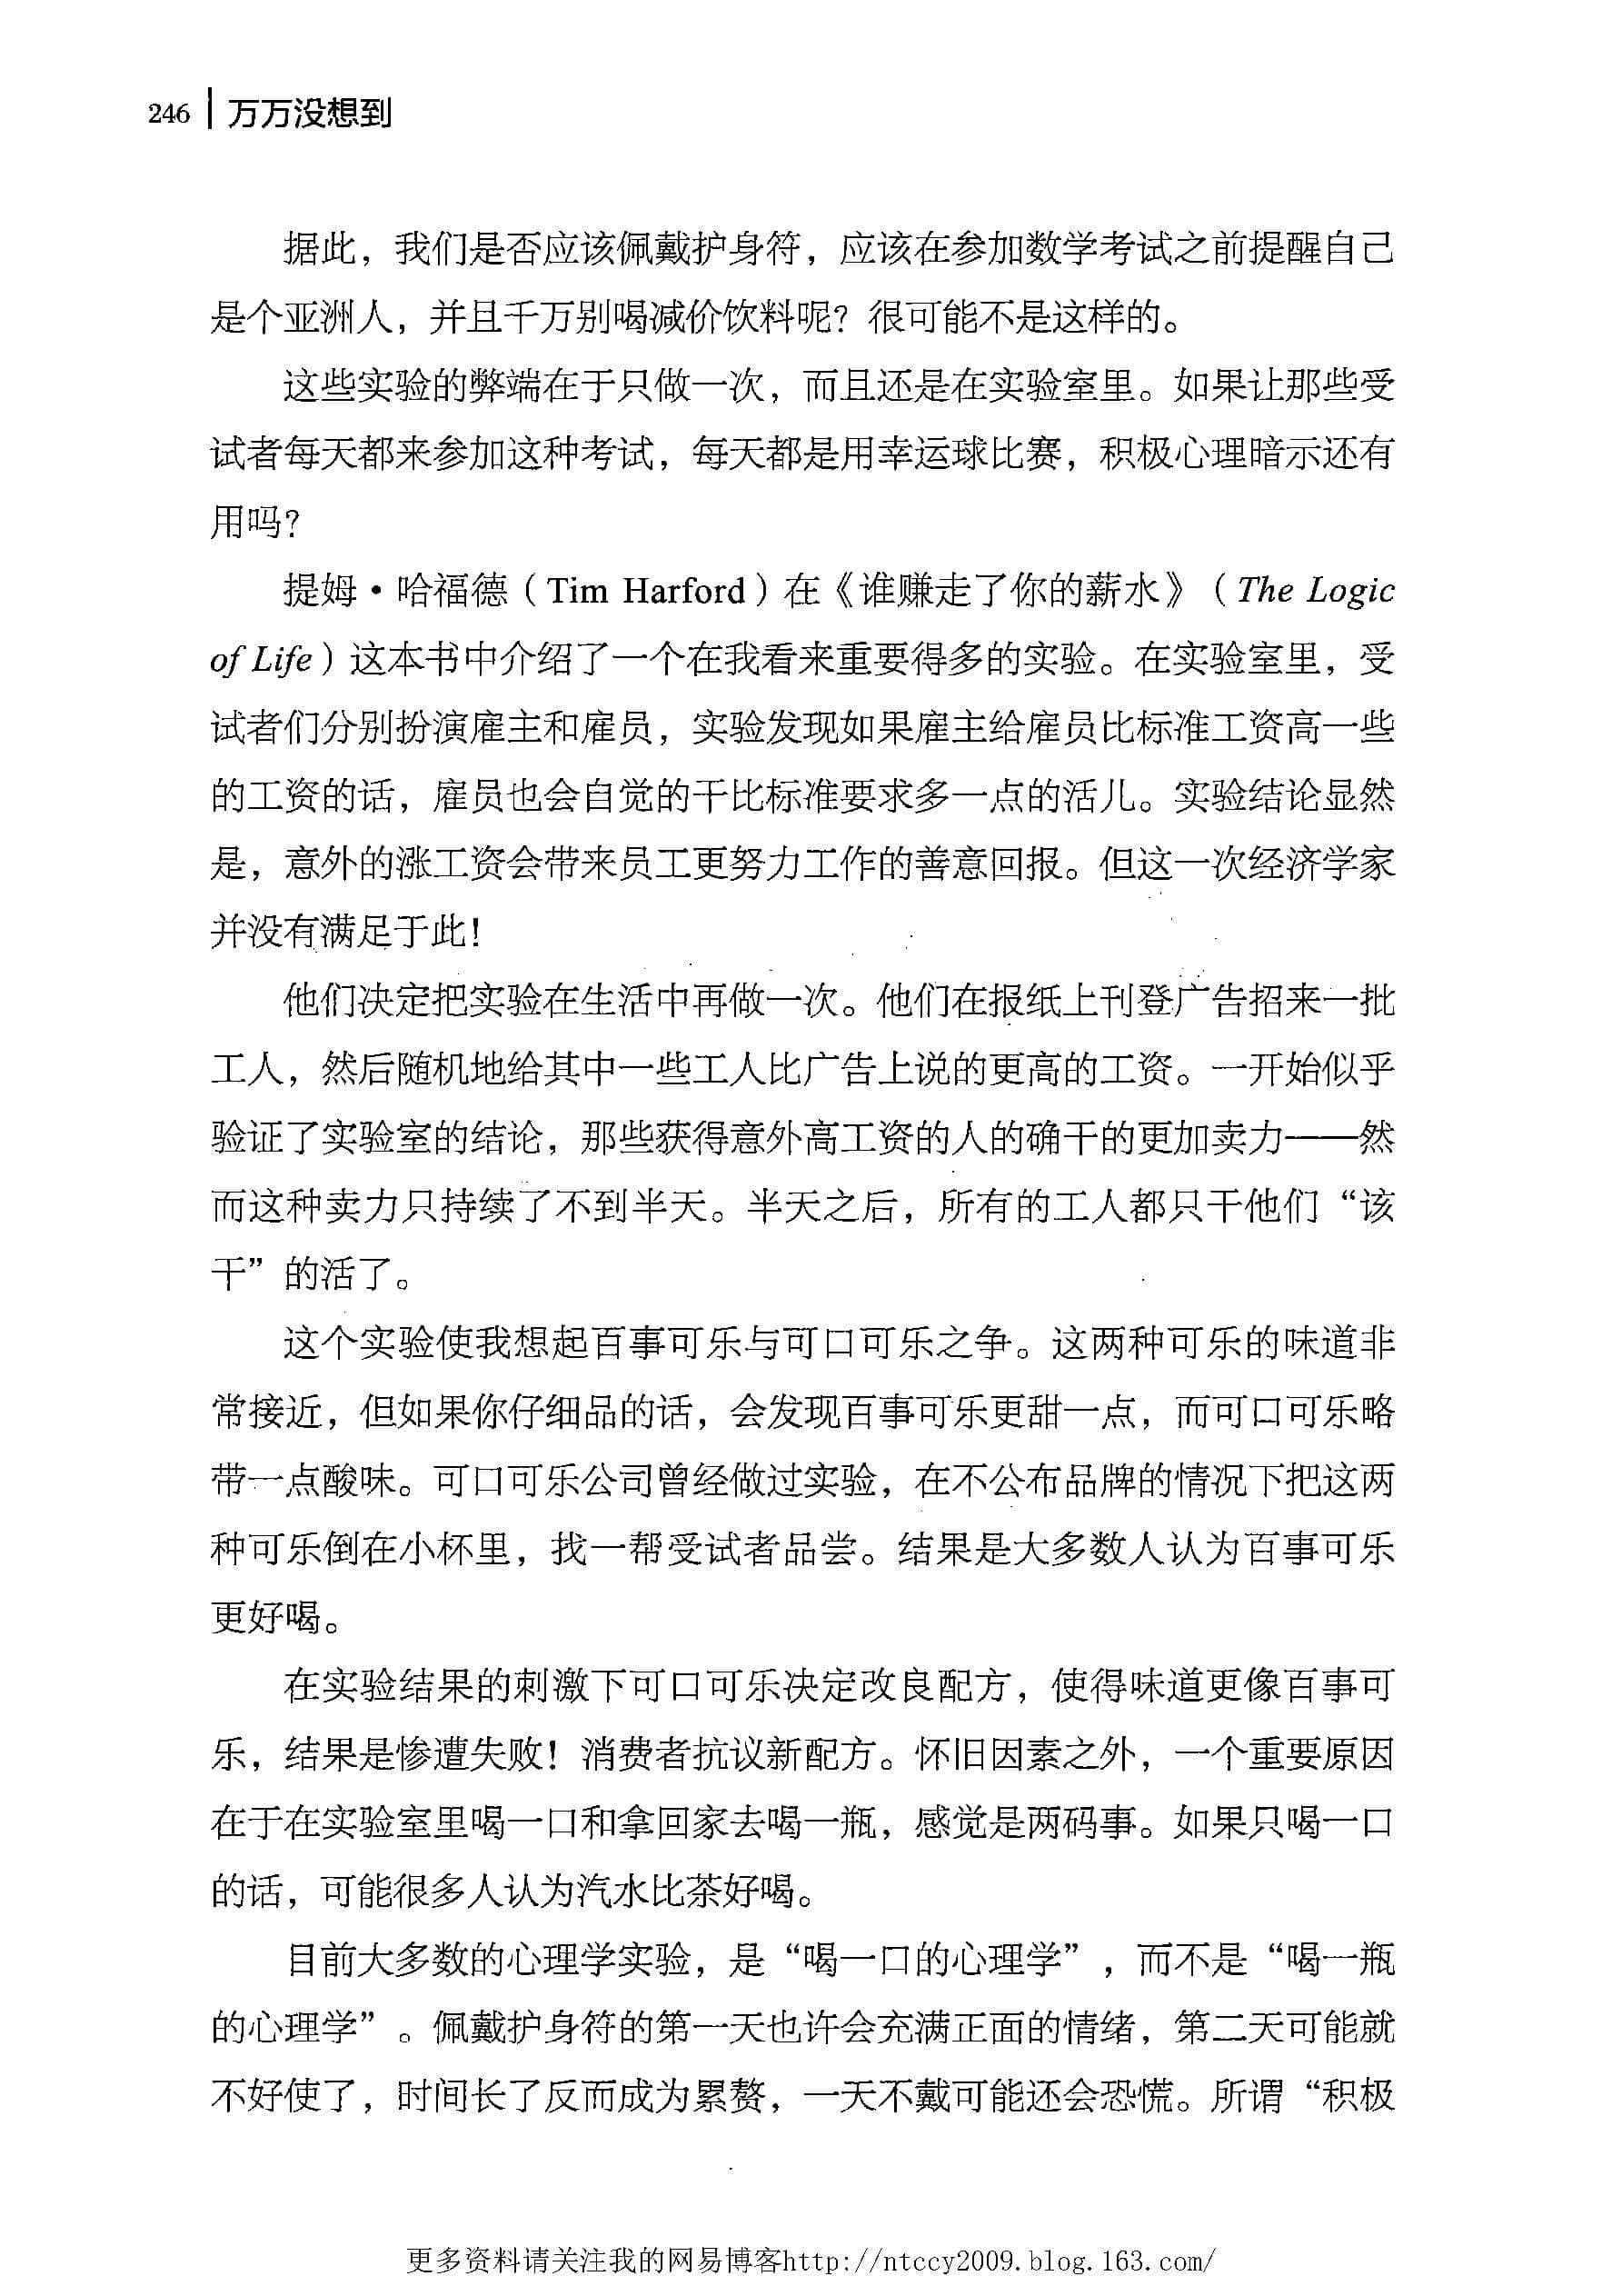 246 万万没想到
据此，我们是否应该佩戴护身符，应该在参加数学考试之前提醒自己
是个亚洲人，并且千万别喝减价饮料呢？很可能不是这样的。
这些实验的弊端在于只做一次，而且还是在实验室里。如果让那些受
试者每天都来参加这种考试，每天都是用幸运球比赛，积极心理暗示还有
用吗？
提姆·哈福德（Tim Harford）在《谁赚走了你的薪水》（The Logic
of Life）这本书中介绍了一个在我看来重要得多的实验。在实验室里，受
试者们分别扮演雇主和雇员，实验发现如果雇主给雇员比标准工资高一些
的工资的话，雇员也会自觉的干比标准要求多一点的活儿。实验结论显然
是，意外的涨工资会带来员工更努力工作的善意回报。但这一次经济学家
并没有满足于此！
他们决定把实验在生活中再做一次。他们在报纸上刊登广告招来一批
工人，然后随机地给其中一些工人比广告上说的更高的工资。一开始似乎
验证了实验室的结论，那些获得意外高工资的人的确干的更加卖力——然
而这种卖力只持续了不到半天。半天之后，所有的工人都只干他们“该
干”的活了。
这个实验使我想起百事可乐与可口可乐之争。这两种可乐的味道非
常接近，但如果你仔细品的话，会发现百事可乐更甜一点，而可口可乐略
带一点酸味。可口可乐公司曾经做过实验，在不公布品牌的情况下把这两
种可乐倒在小杯里，找一帮受试者品尝。结果是大多数人认为百事可乐
更好喝。
在实验结果的刺激下可口可乐决定改良配方，使得味道更像百事可
乐，结果是惨遭失败！消费者抗议新配方。怀旧因素之外，一个重要原因
在于在实验室里喝一口和拿回家去喝一瓶，感觉是两码事。如果只喝一口
的话，可能很多人认为汽水比茶好喝。
目前大多数的心理学实验，是“喝一口的心理学”，而不是“喝一瓶
的心理学”。佩戴护身符的第一天也许会充满正面的情绪，第二天可能就
不好使了，时间长了反而成为累赘，一天不戴可能还会恐慌。所谓“积极
更多资料请关注我的网易博客http://ntccy2009.blog.163.com/